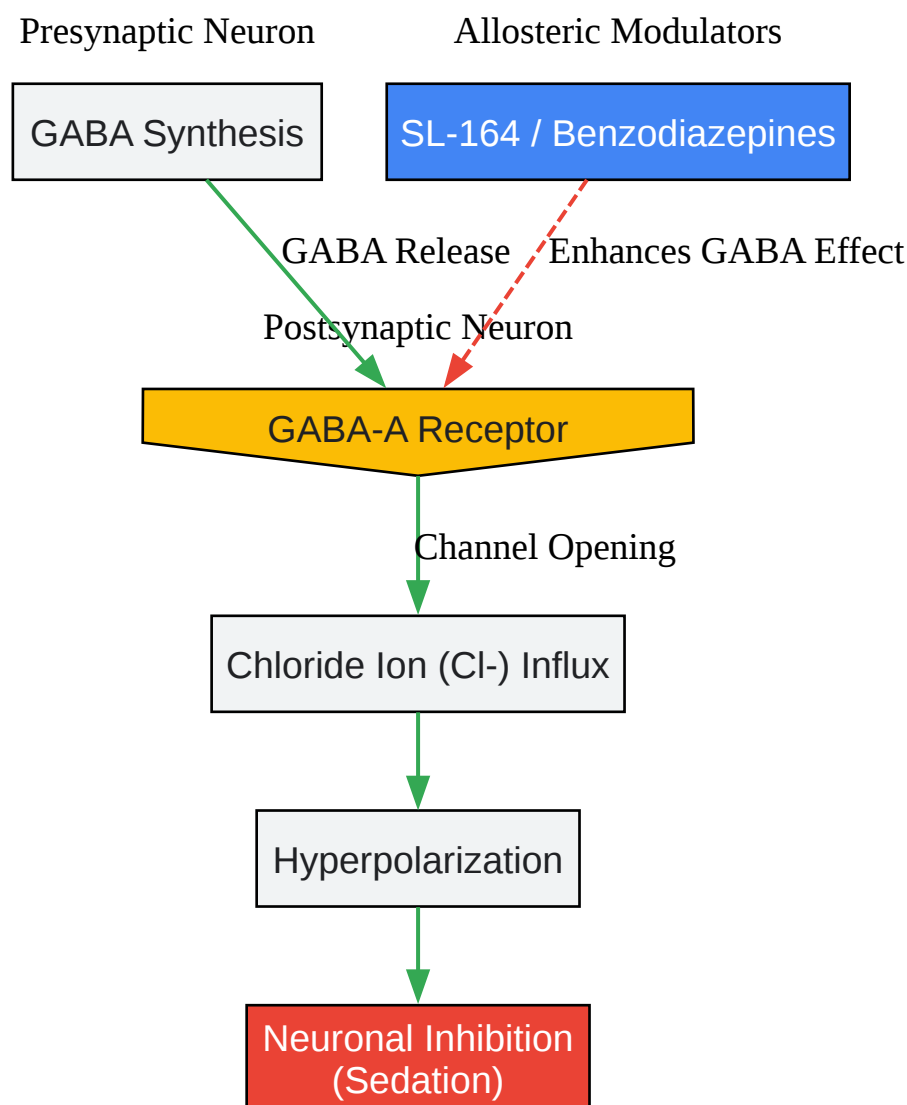 Presynaptic Neuron
Allosteric Modulators
GABA Synthesis
SL-164 / Benzodiazepines
GABA Release
Enhances GABA Effect
Postsynaptic Neuron
GABA-A Receptor
Channel Opening
Chloride Ion (Cl-) Influx
Hyperpolarization
Neuronal Inhibition
(Sedation)